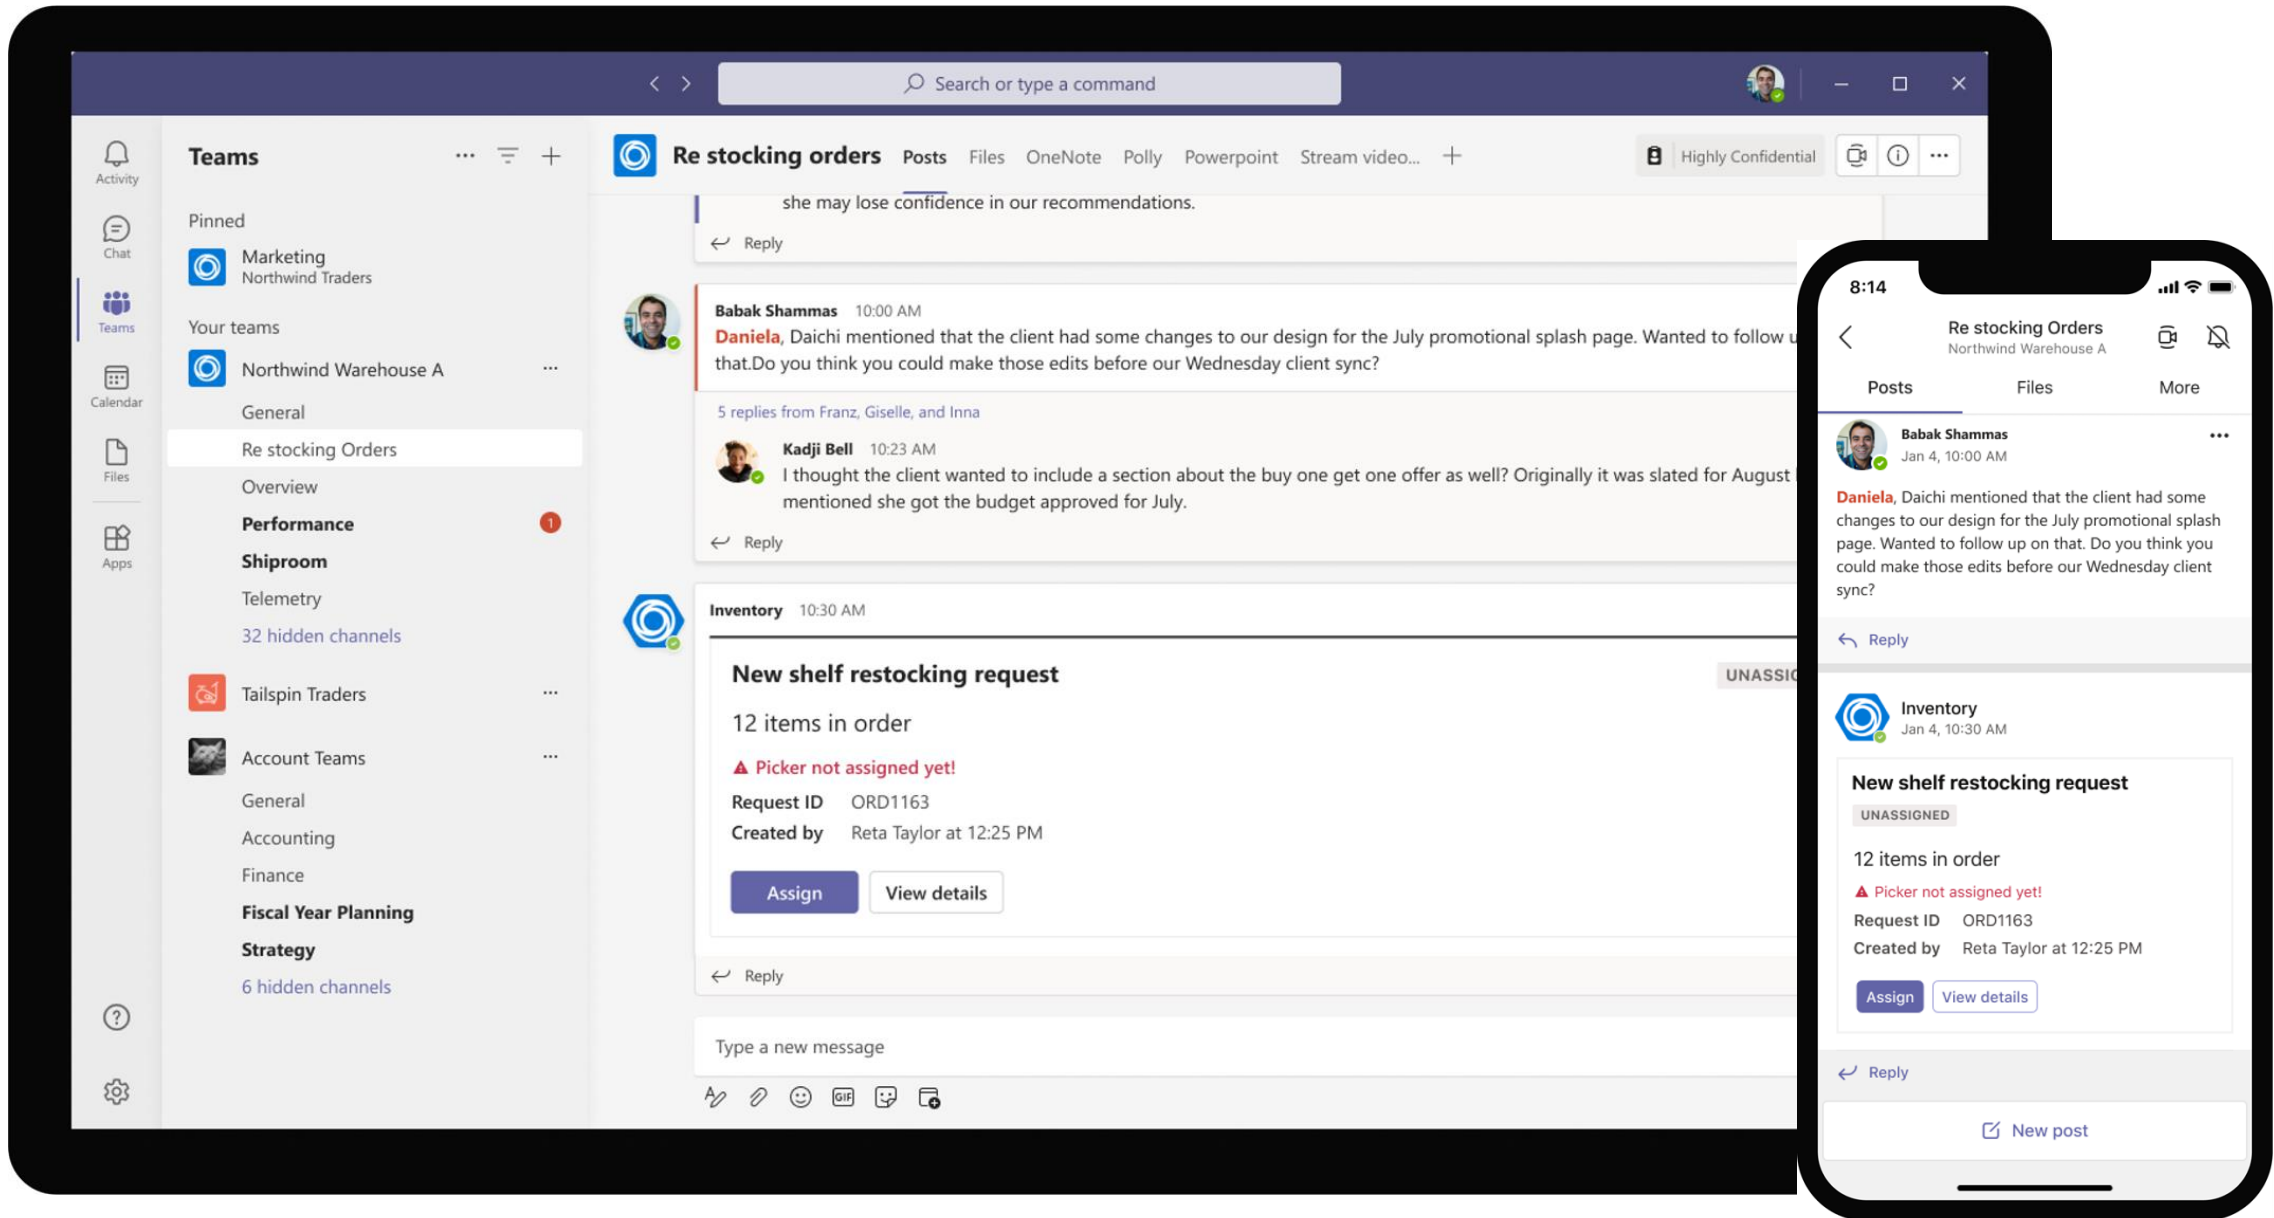 Search or type a command
Activity
Chat
Teams
Calendar
Files
Apps
Teams
Pinned
Marketing
Northwind Traders
Your teams
Northwind Warehouse A
General
Re stocking Orders
Overview
Performance
1
Shiproom
Telemetry
32 hidden channels
Tailspin Traders
Account Teams
General
Accounting
Finance
Fiscal Year Planning
Strategy
6 hidden channels
Re stocking orders Posts Files OneNote Polly Powerpoint Stream video...
Highly Confidential
she may lose confidence in our recommendations.
Reply
Babak Shammas 10:00 AM
Daniela, Daichi mentioned that the client had some changes to our design for the July promotional splash page. Wanted to follow u
that.Do you think you could make those edits before our Wednesday client sync?
5 replies from Franz, Giselle, and Inna
Kadji Bell 10:23 AM
I thought the client wanted to include a section about the buy one get one offer as well? Originally it was slated for August
mentioned she got the budget approved for July.
Reply
Inventory 10:30 AM
New shelf restocking request
UNASSIG
12 items in order
Picker not assigned yet!
Request ID ORD1163
Created by Reta Taylor at 12:25 PM
Assign View details
Reply
Type a new message
GIF
8:14
Re stocking Orders
Northwind Warehouse A
Posts Files More
Babak Shammas
Jan 4, 10:00 AM
Daniela, Daichi mentioned that the client had some
changes to our design for the July promotional splash
page. Wanted to follow up on that. Do you think you
could make those edits before our Wednesday client
sync?
Reply
Inventory
Jan 4, 10:30 AM
New shelf restocking request
UNASSIGNED
12 items in order
Picker not assigned yet!
Request ID ORD1163
Created by Reta Taylor at 12:25 PM
Assign View details
Reply
New post